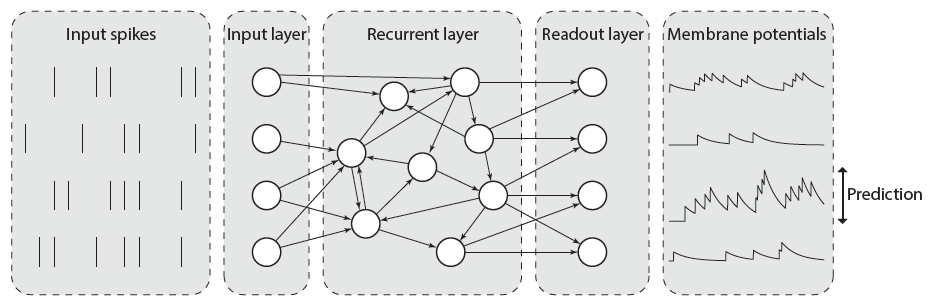 Input spikes
Input layer
Recurrent layer
Readout layer
Membrane potentials
Prediction